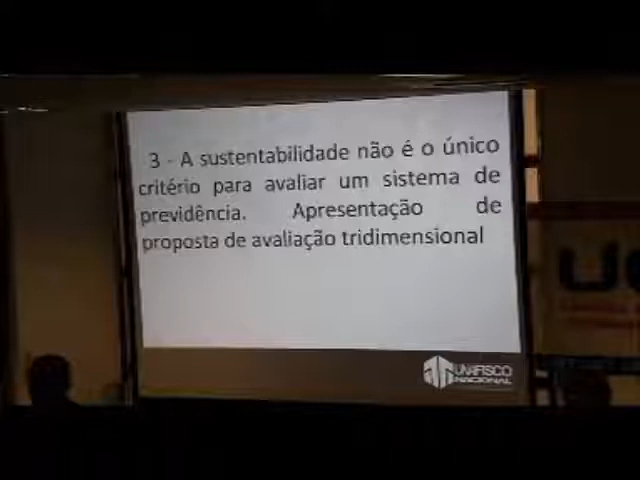 3 - A sustentabilidade não é o único
critério para avaliar um sistema de
previdência. Apresentação de
proposta de avaliação tridimensional
UNAFISCO
NACIONAL